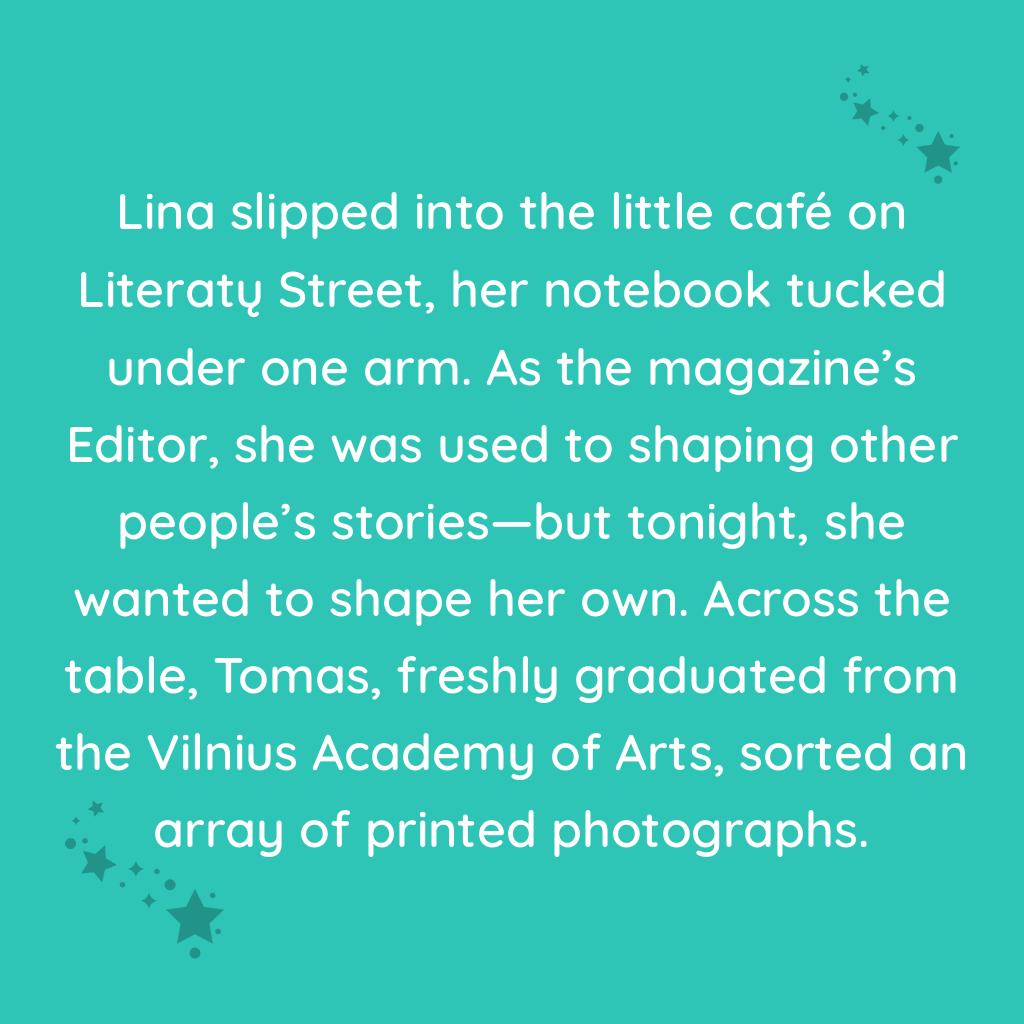 Lina slipped into the little café on
Literatų Street, her notebook tucked
under one arm. As the magazine’s
Editor, she was used to shaping other
people’s stories—but tonight, she
wanted to shape her own. Across the
table, Tomas, freshly graduated from
the Vilnius Academy of Arts, sorted an
array of printed photographs.